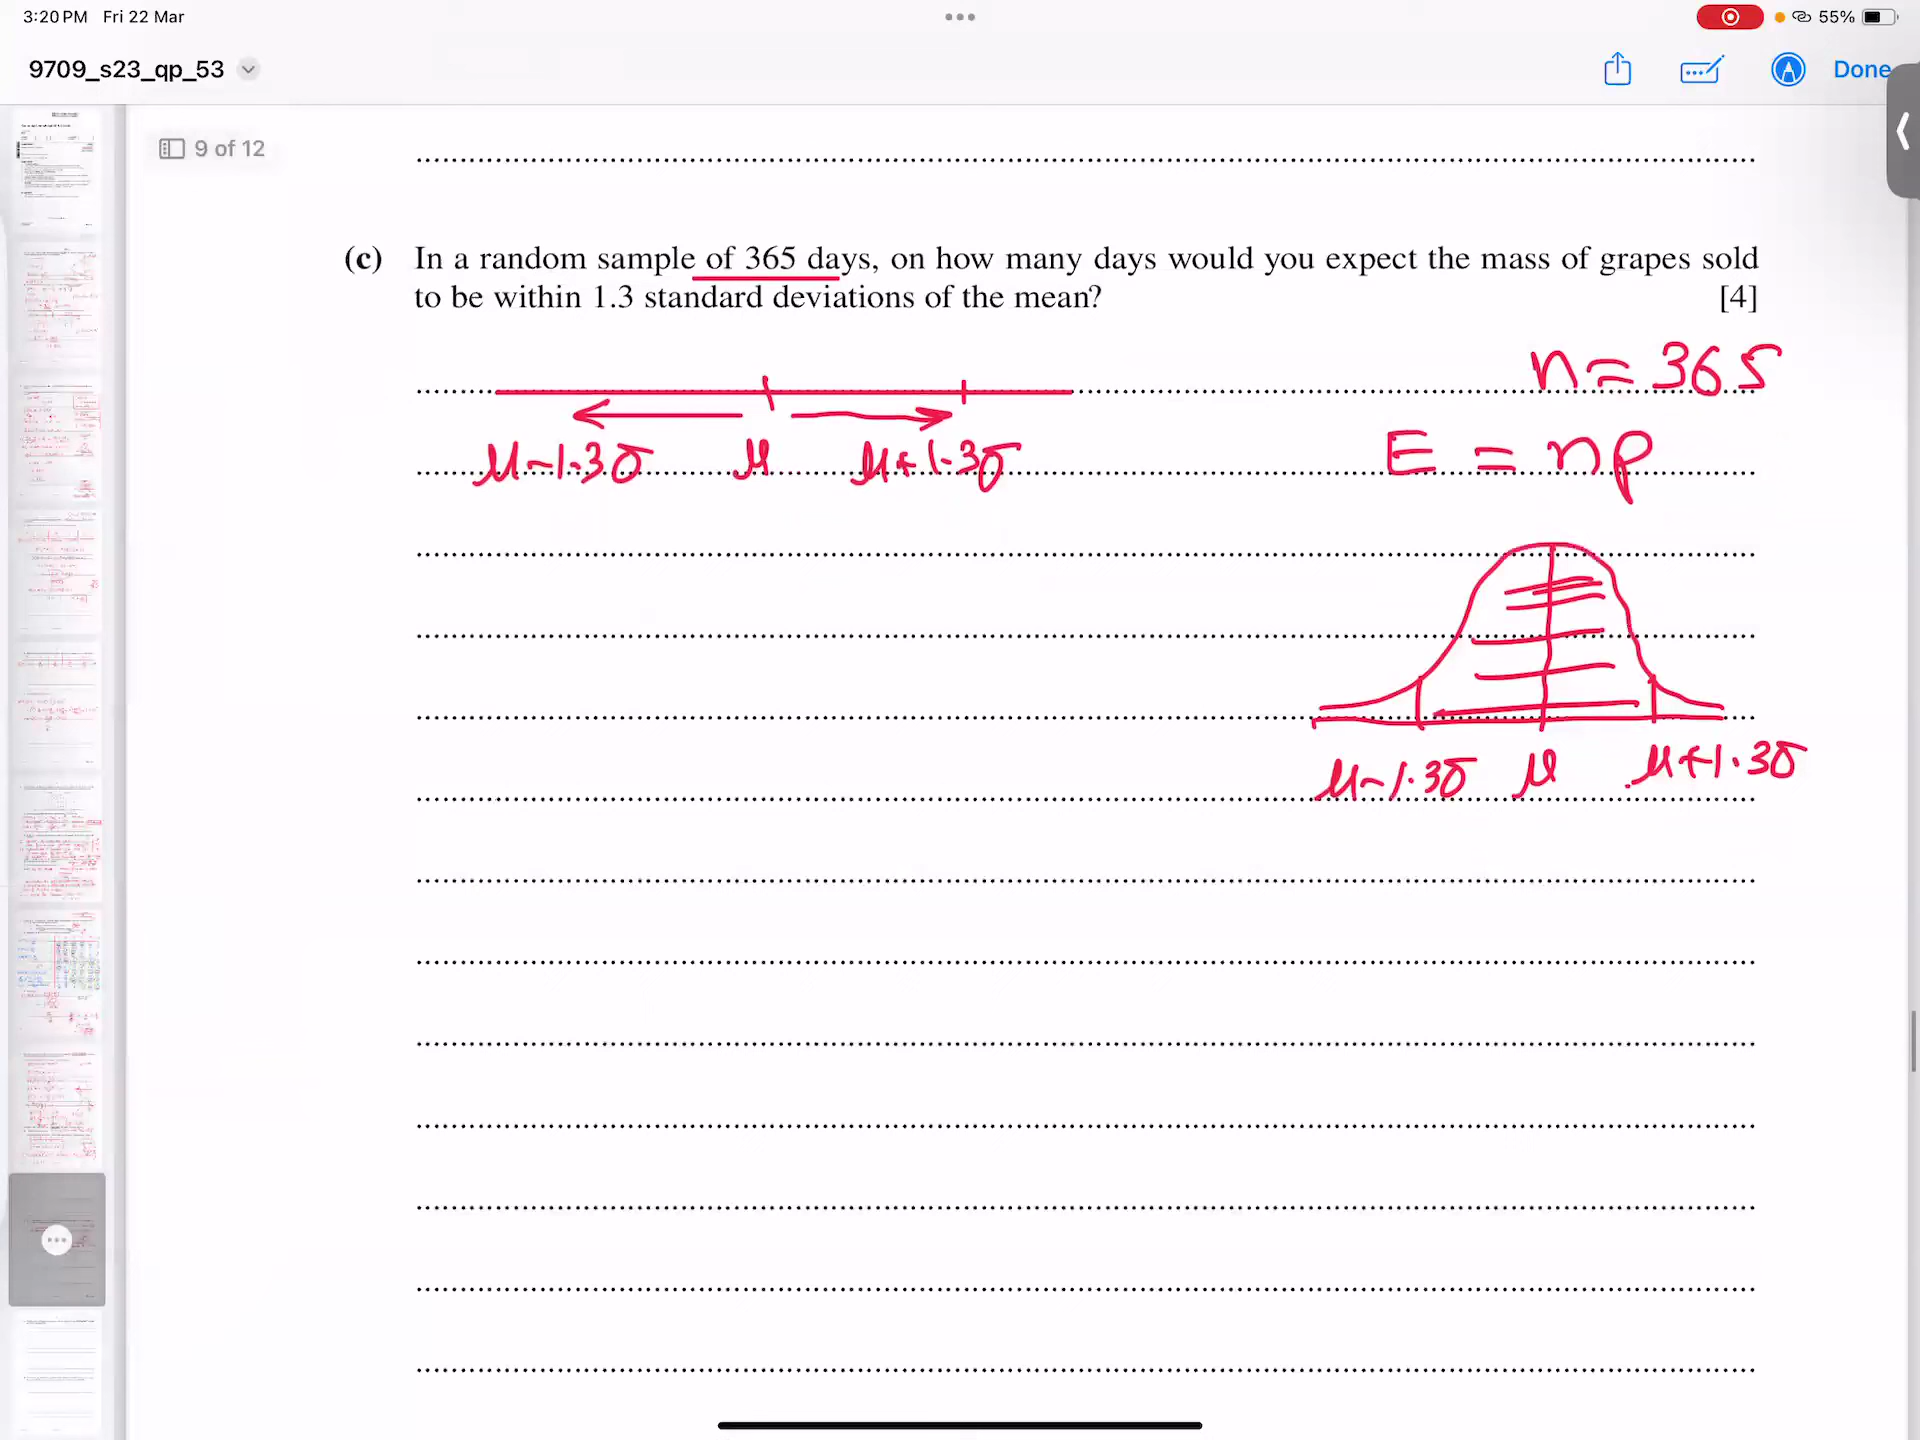 3:20 PM Fri 22 Mar
55%
9709_s23_qp_53
Done
9 of 12
(c) In a random sample of 365 days, on how many days would you expect the mass of grapes sold
to be within 1.3 standard deviations of the mean? [4]
n = 365
μ-1.3σ μ μ+1.3σ
E = np
μ-1.3σ μ μ+1.3σ